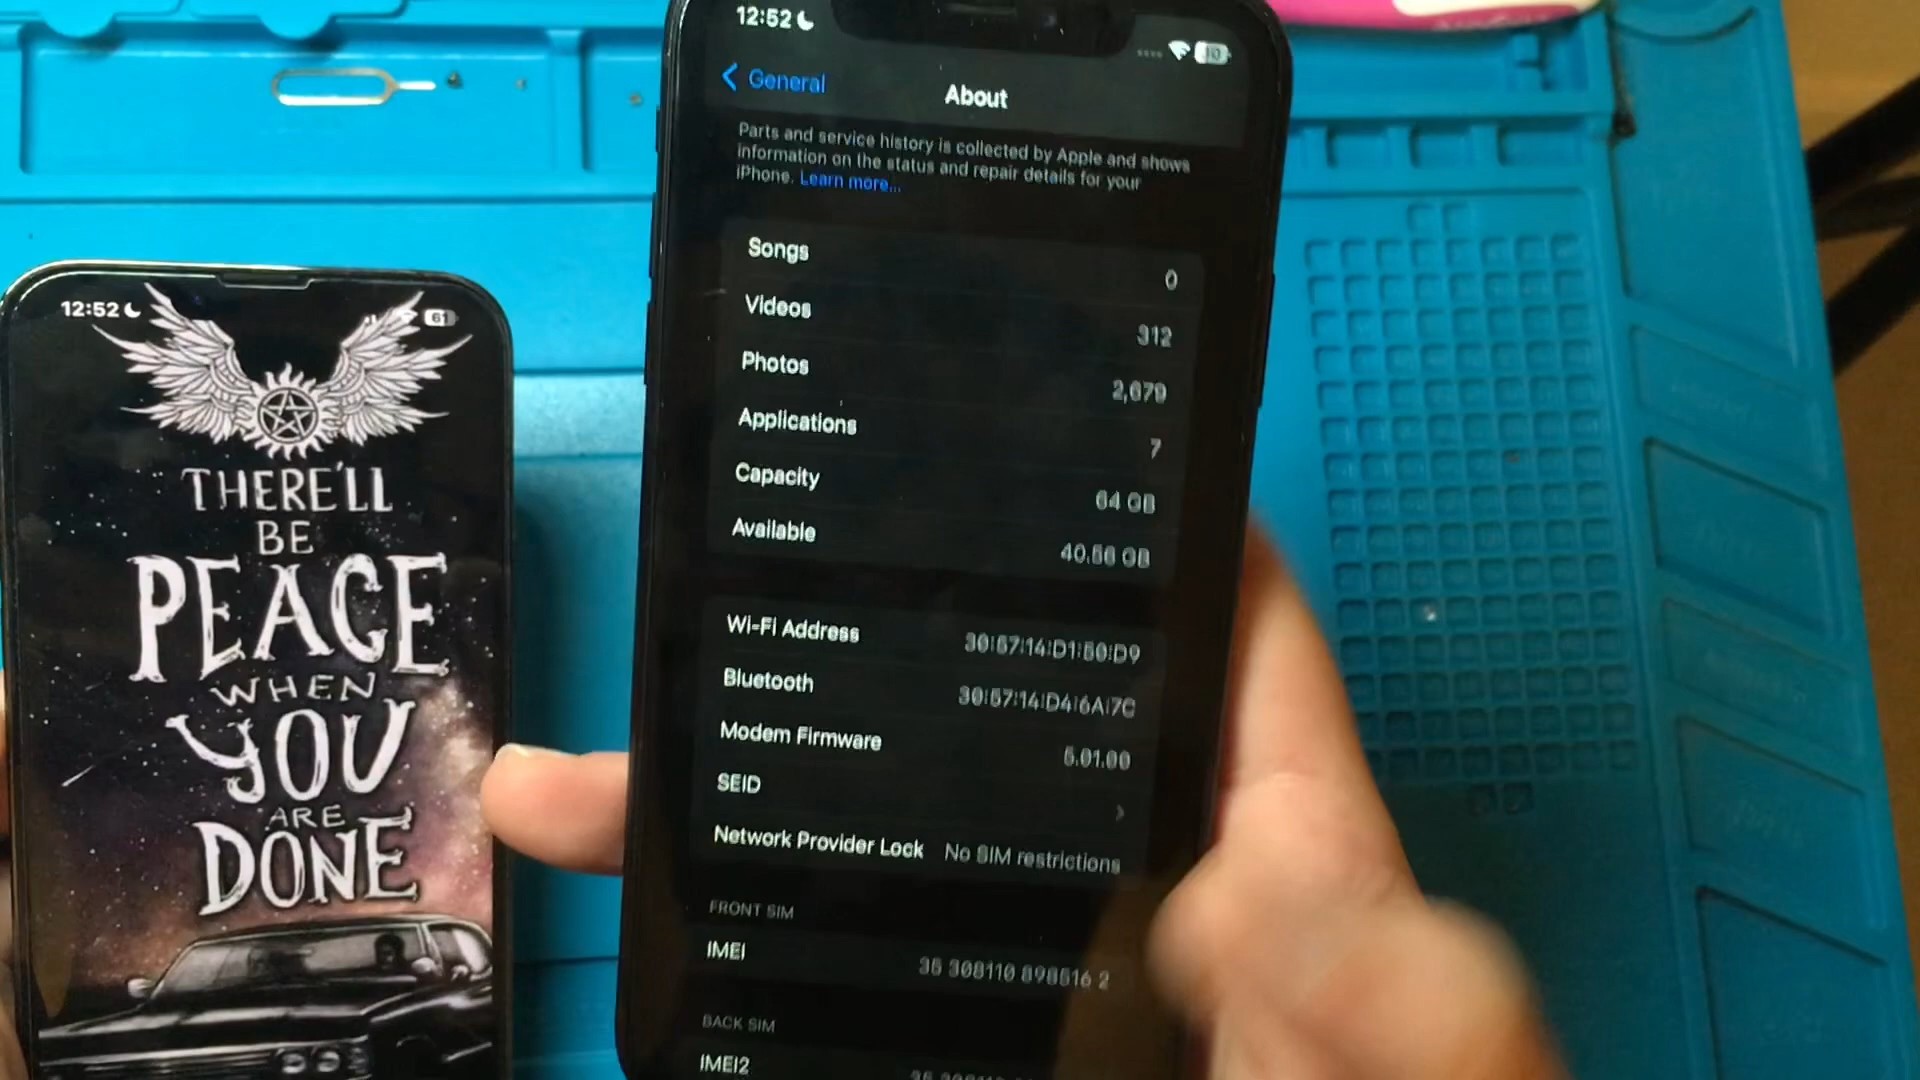 12:52
61
THERE'LL
BE
PEACE
WHEN
YOU
ARE
DONE
12:52
10
General
About
Parts and service history is collected by Apple and shows
information on the status and repair details for your
iPhone. Learn more...
Songs
0
Videos
312
Photos
2,679
Applications
7
Capacity
64 GB
Available
40.56 GB
Wi-Fi Address
30:57:14:D1:50:D9
Bluetooth
30:57:14:D4:6A:7C
Modem Firmware
5.01.00
SEID
Network Provider Lock No SIM restrictions
FRONT SIM
IMEI
35 308110 898516 2
BACK SIM
IMEI2